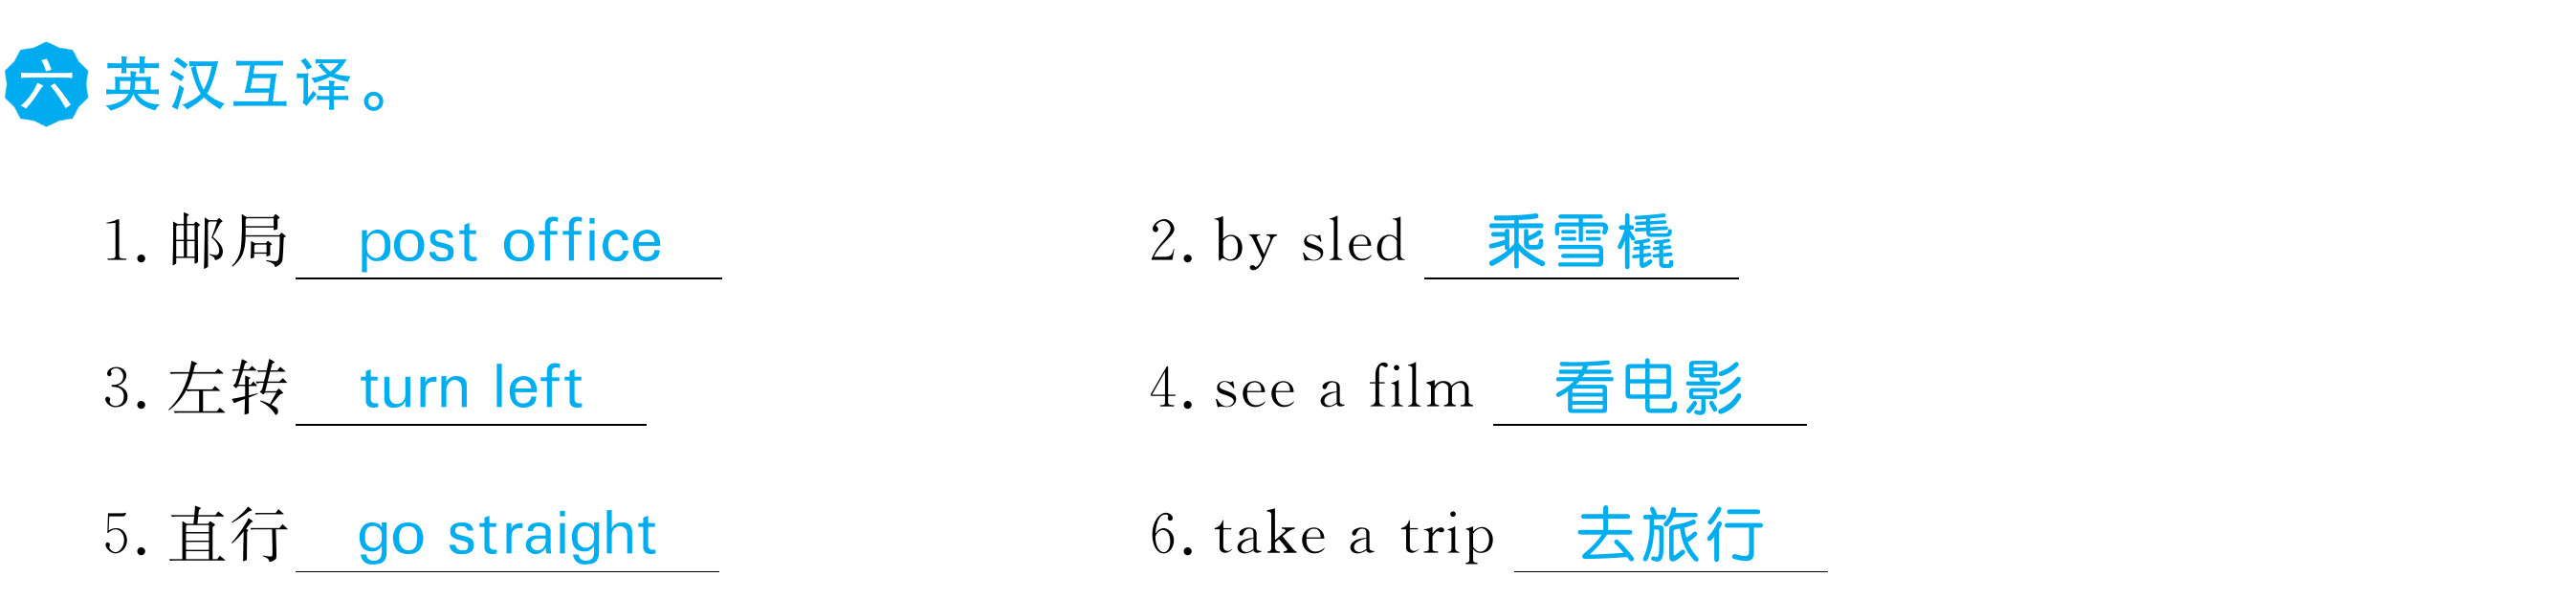 六 英汉互译。
1. 邮局 post office 2. by sled 乘雪橇
3. 左转 turn left 4. see a film 看电影
5. 直行 go straight 6. take a trip 去旅行